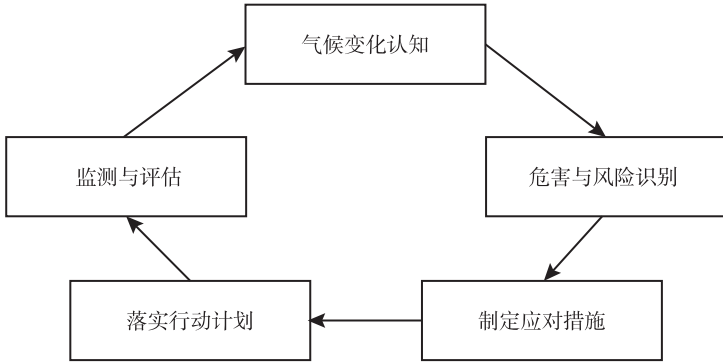 气候变化认知
危害与风险识别
制定应对措施
落实行动计划
监测与评估